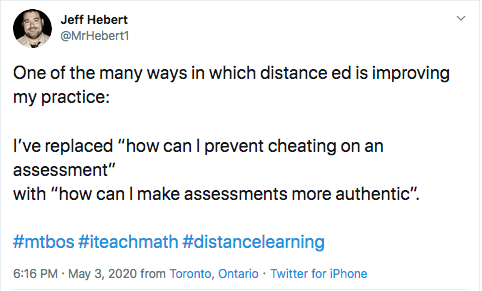 Jeff Hebert
@MrHebert1
One of the many ways in which distance ed is improving
my practice:
I've replaced “how can I prevent cheating on an
assessment”
with “how can I make assessments more authentic”.
#mtbos #iteachmath #distancelearning
6:16 PM · May 3, 2020 from Toronto, Ontario · Twitter for iPhone